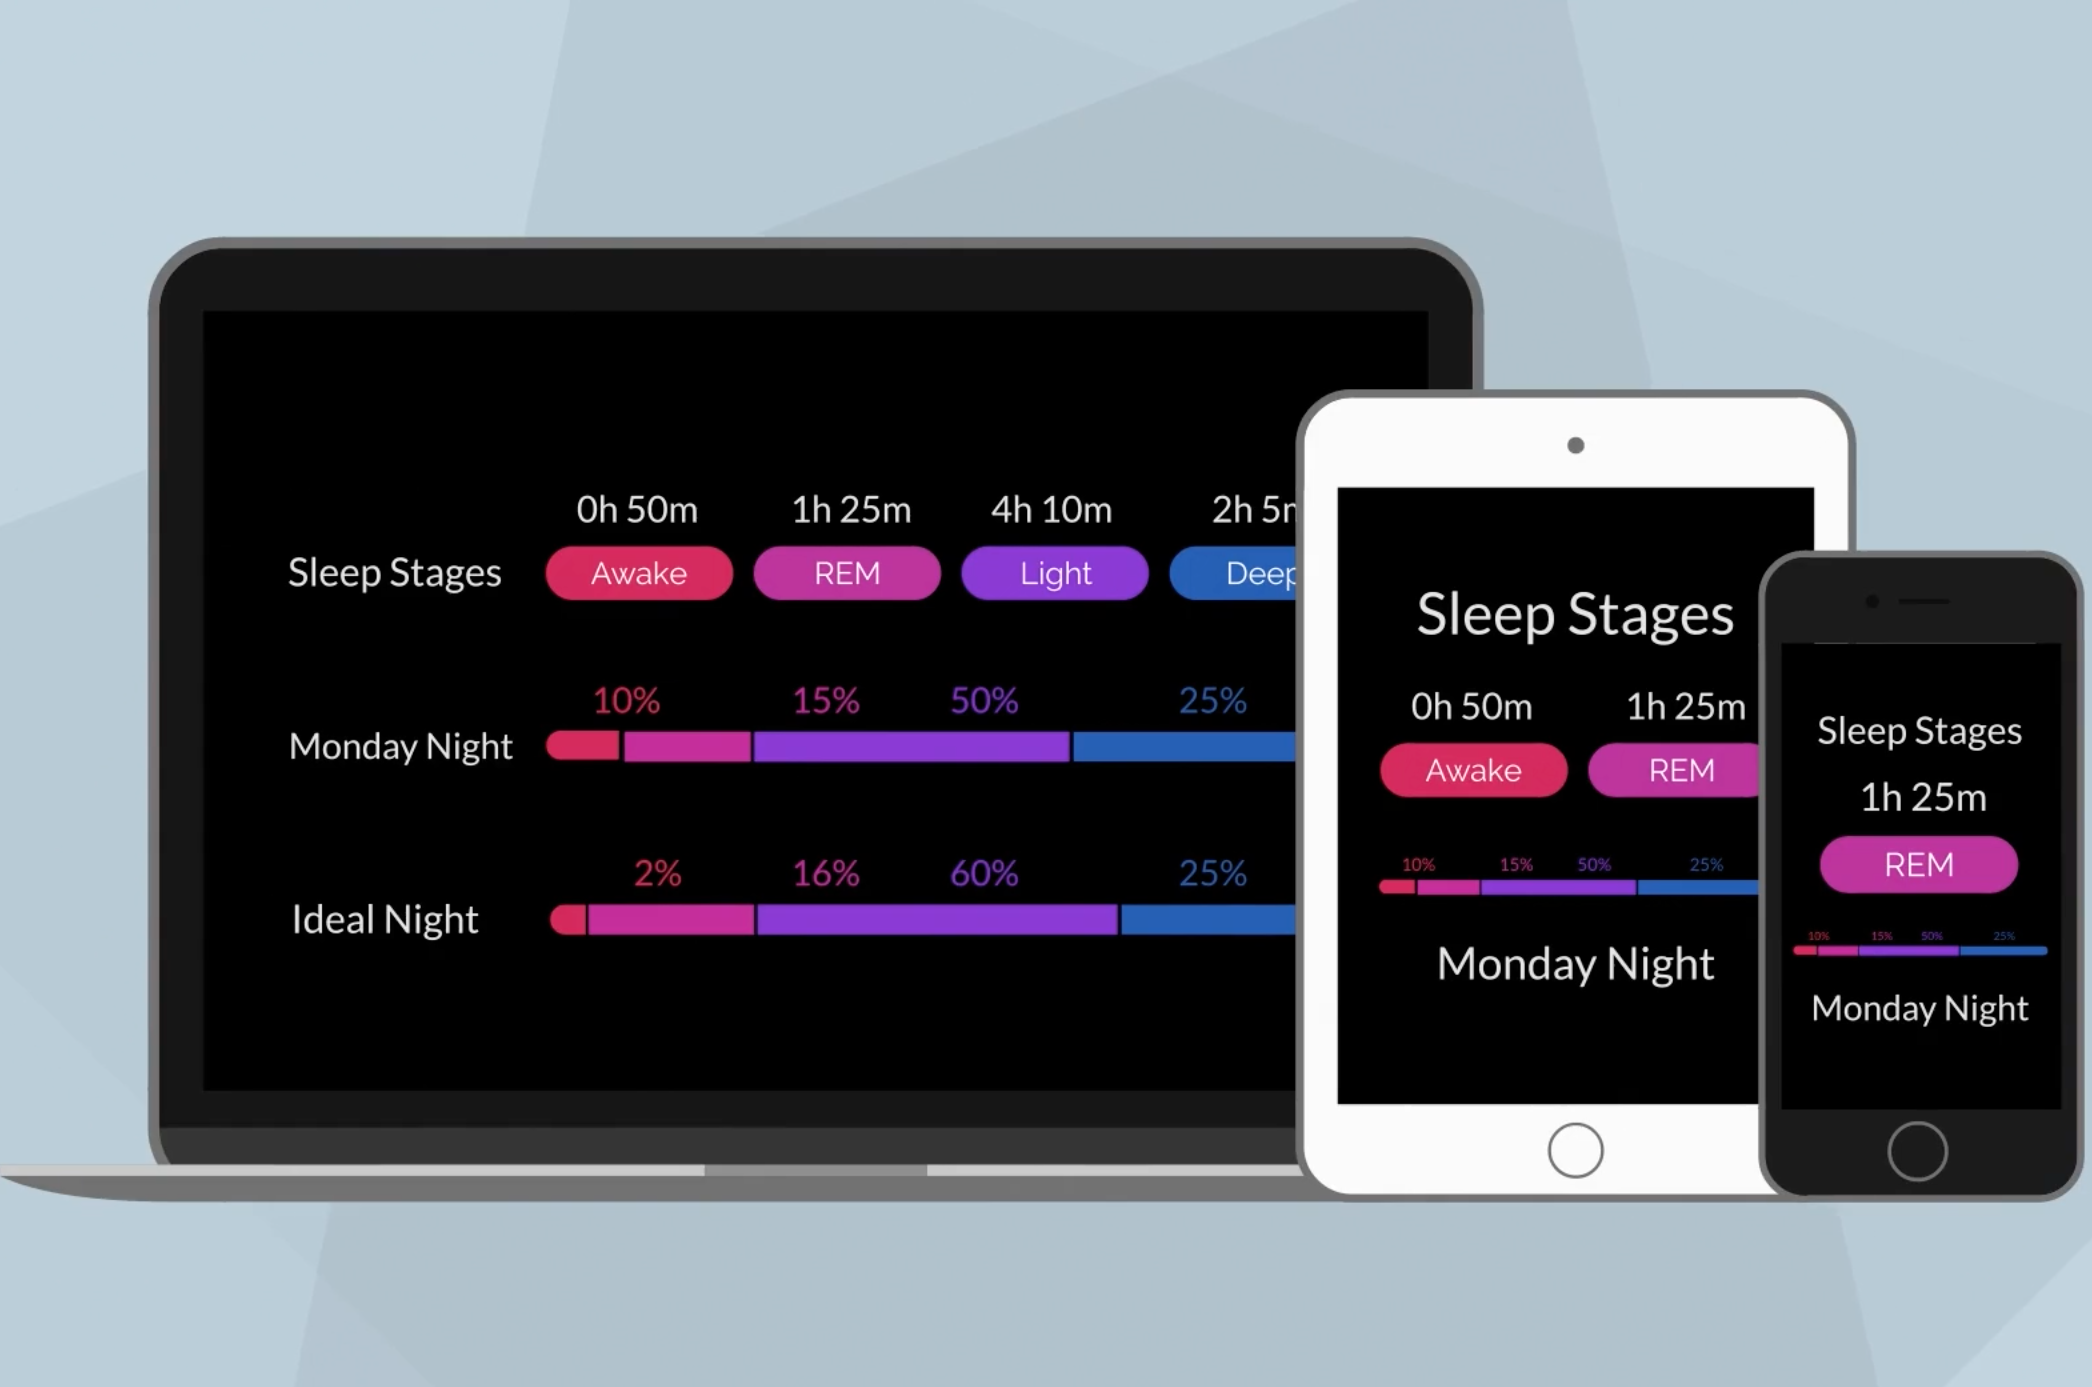 0h 50m 1h 25m 4h 10m 2h 5
Sleep Stages Awake REM Light Deep
10% 15% 50% 25%
Monday Night
2% 16% 60% 25%
Ideal Night
Sleep Stages
0h 50m 1h 25m
Awake REM
10% 15% 50% 25%
Monday Night
Sleep Stages
1h 25m
REM
10% 15% 50% 25%
Monday Night